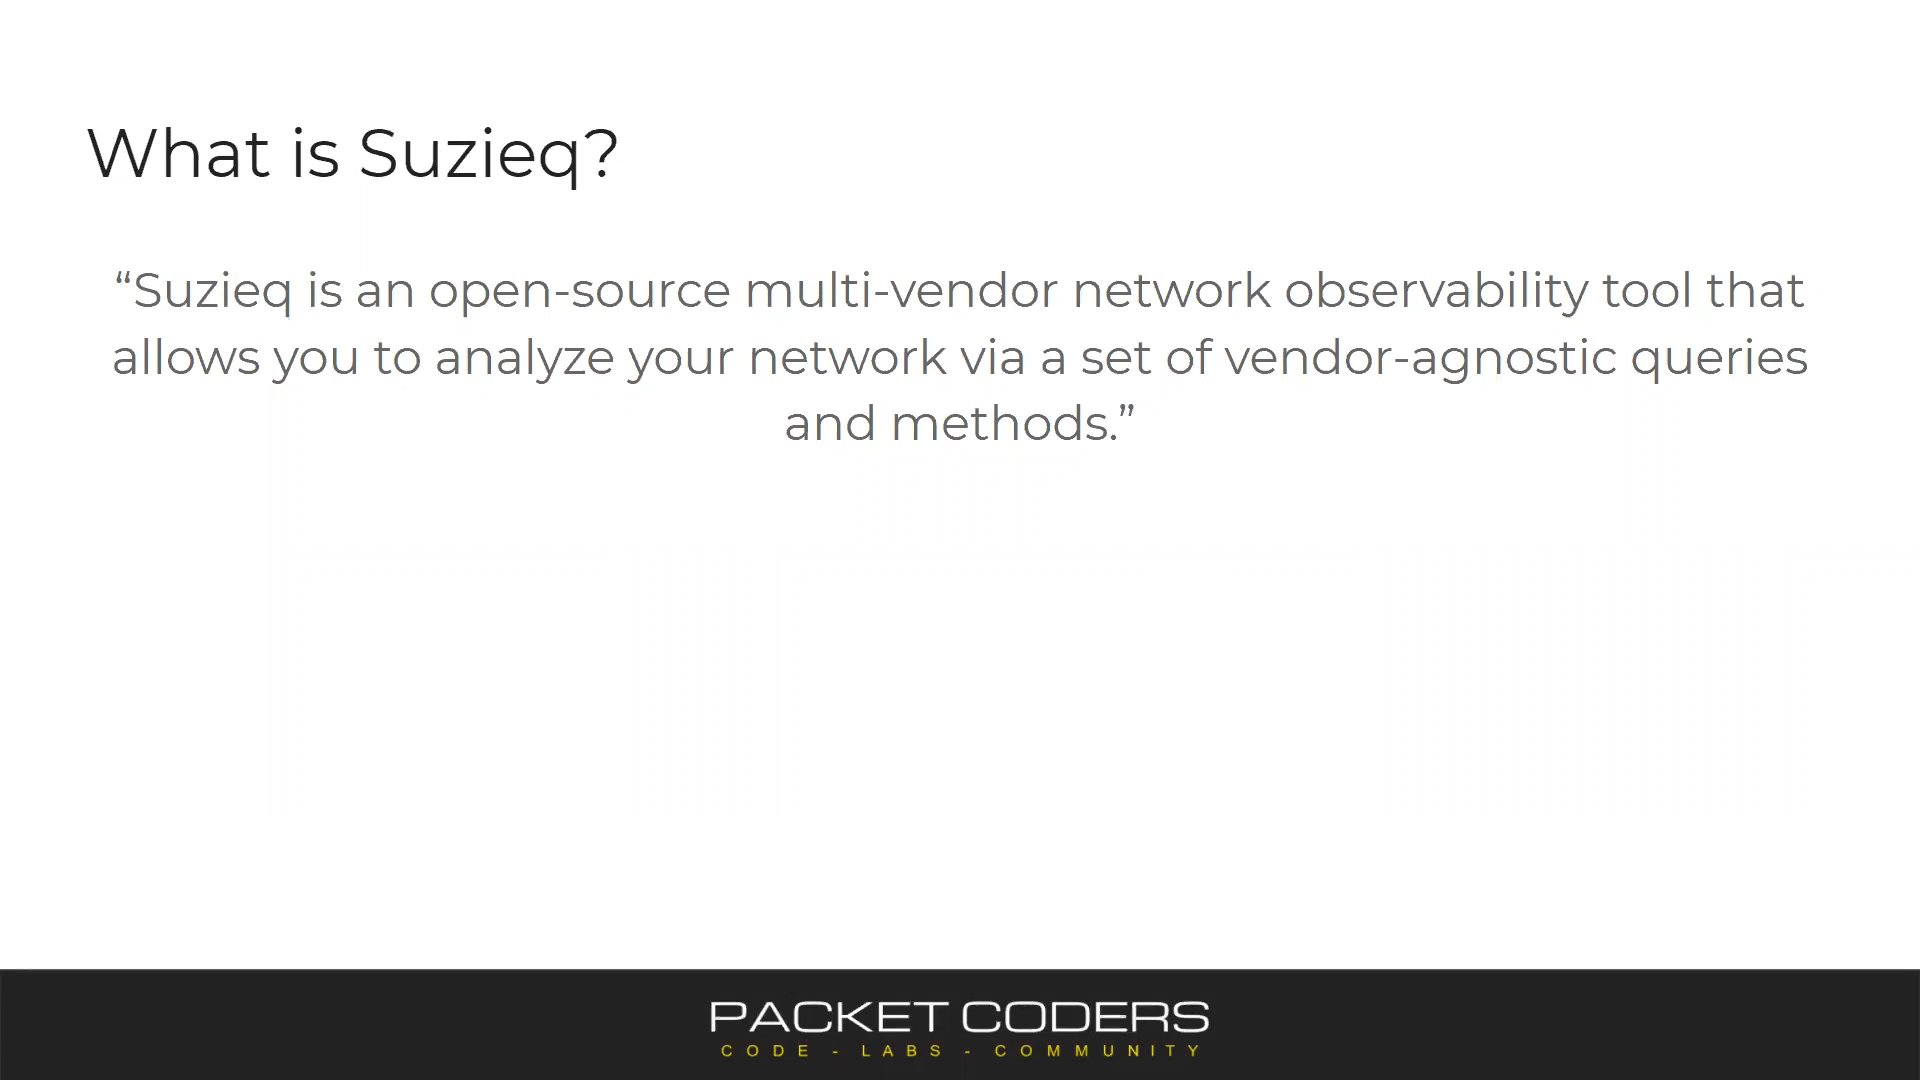 What is Suzieq?
“Suzieq is an open-source multi-vendor network observability tool that
allows you to analyze your network via a set of vendor-agnostic queries
and methods.”
PACKET CODERS
CODE - LABS - COMMUNITY